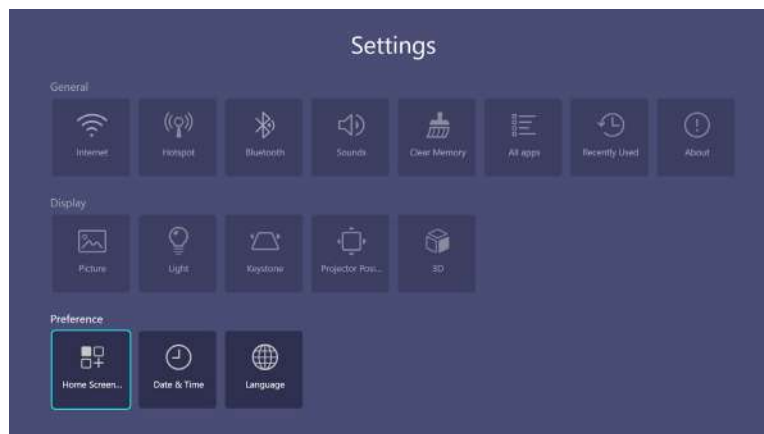 Settings
General
Internet
Hotspot
Bluetooth
Sounds
Clear Memory
All apps
Recently Used
About
Display
Picture
Light
Keystone
Projector Posi...
3D
Preference
Home Screen...
Date & Time
Language